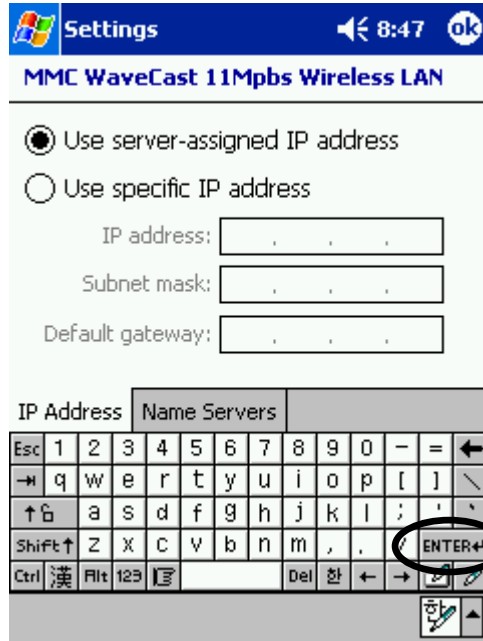 Settings 8:47 ok
MMC WaveCast 11Mpbs Wireless LAN
Use server-assigned IP address
Use specific IP address
IP address: . . .
Subnet mask: . . .
Default gateway: . . .
IP Address Name Servers
Esc 1 2 3 4 5 6 7 8 9 0 - =
q w e r t y u i o p [ ] \
a s d f g h j k l ; ' `
Shift z x c v b n m , . / ENTER
Ctrl 漢 Alt 123 Del 한
한